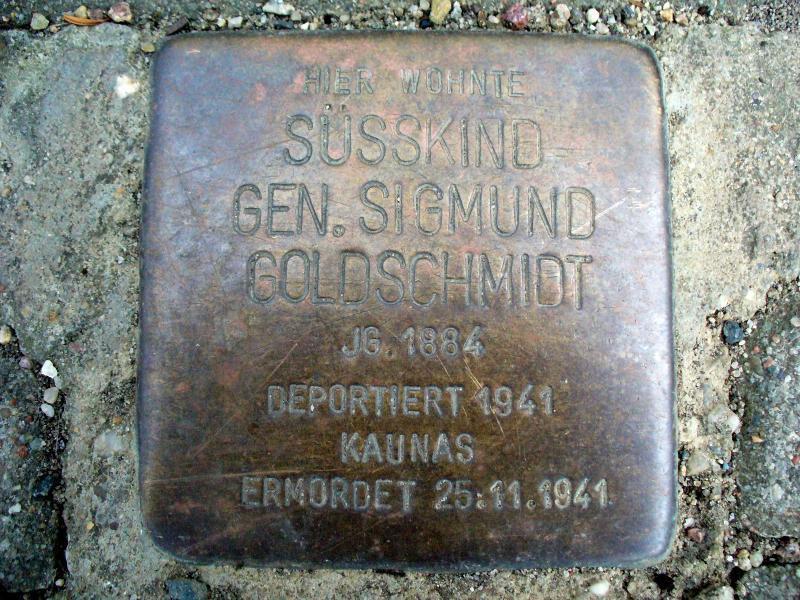 HIER WOHNTE
SÜSSKIND
GEN. SIGMUND
GOLDSCHMIDT
JG. 1884
DEPORTIERT 1941
KAUNAS
ERMORDET 25.11.1941